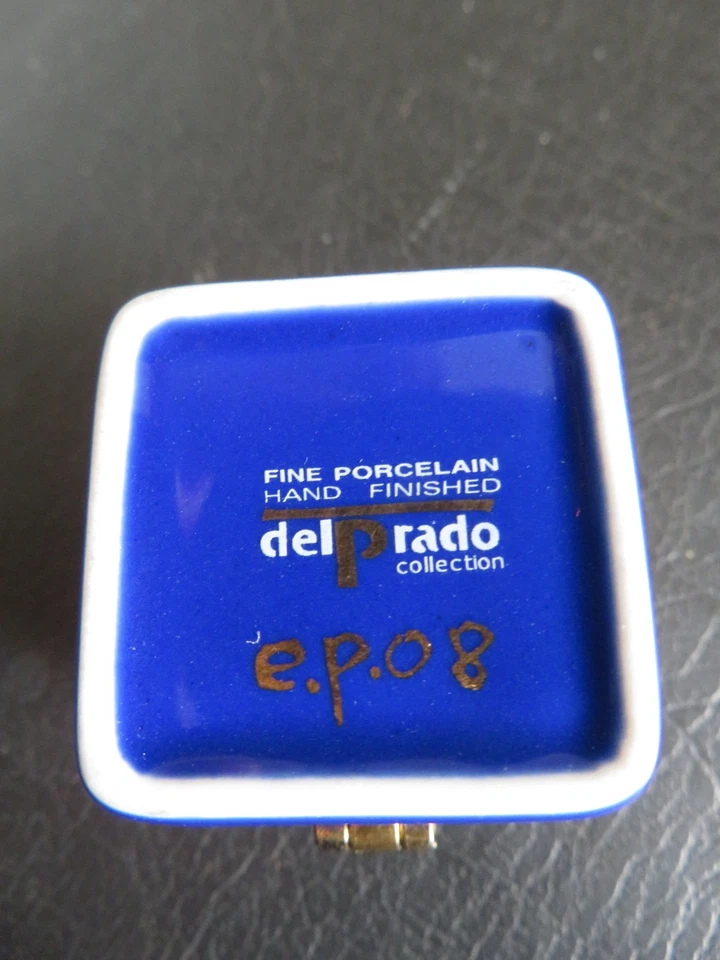 FINE PORCELAIN
HAND FINISHED
delPrado
collection
e.p.08